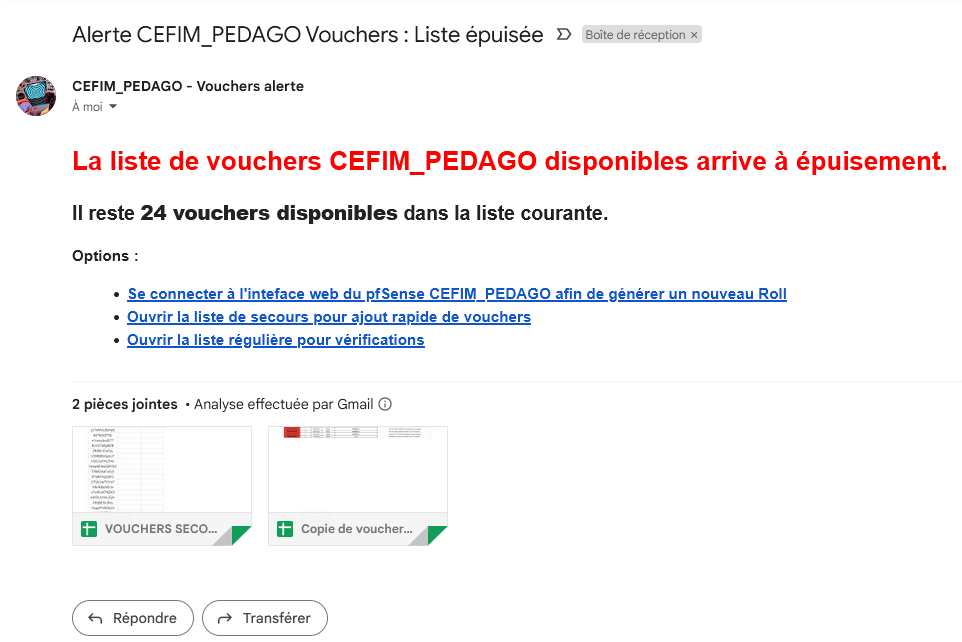 Alerte CEFIM_PEDAGO Vouchers : Liste épuisée
Boîte de réception ×
CEFIM_PEDAGO - Vouchers alerte
À moi
La liste de vouchers CEFIM_PEDAGO disponibles arrive à épuisement.
Il reste 24 vouchers disponibles dans la liste courante.
Options :
Se connecter à l'inteface web du pfSense CEFIM_PEDAGO afin de générer un nouveau Roll
Ouvrir la liste de secours pour ajout rapide de vouchers
Ouvrir la liste régulière pour vérifications
2 pièces jointes • Analyse effectuée par Gmail
VOUCHERS SECO...
Copie de voucher...
Répondre
Transférer